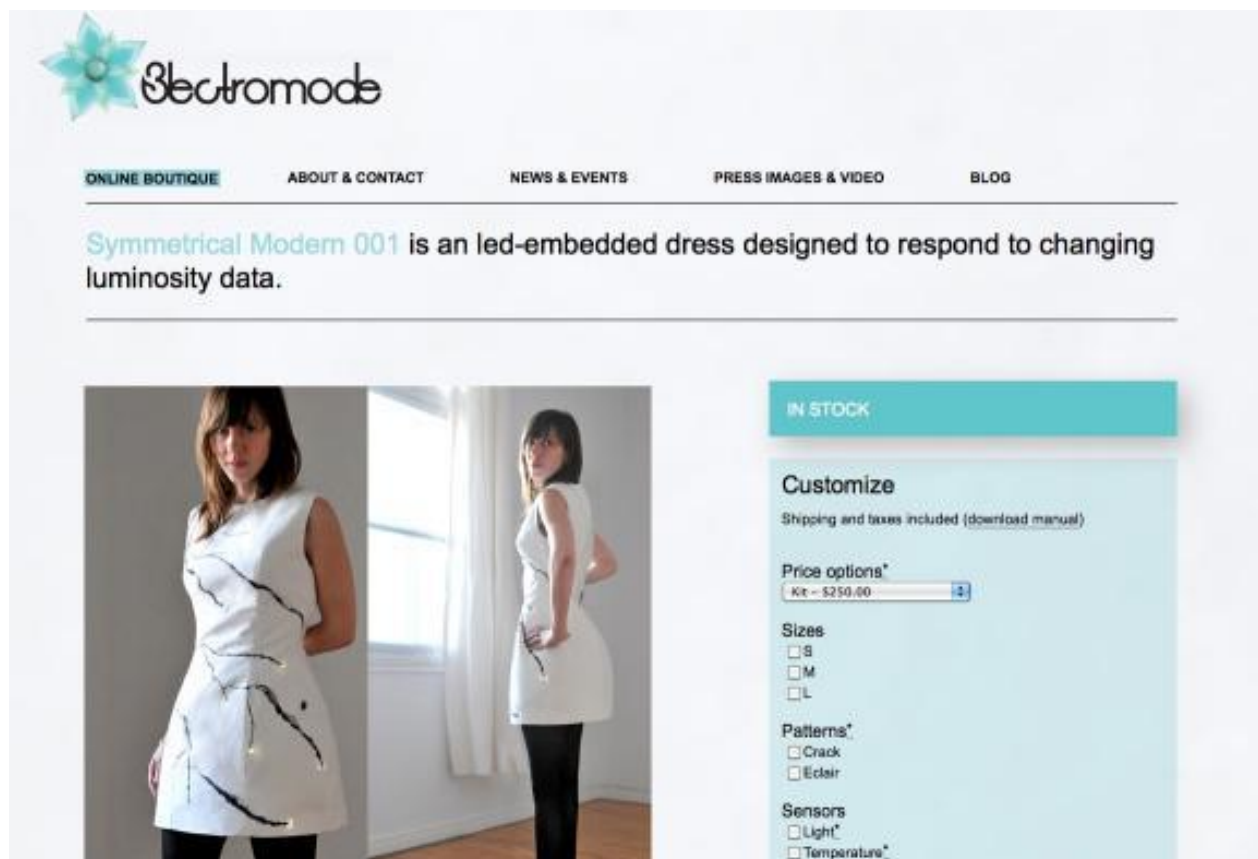 3lectromode
ONLINE BOUTIQUE ABOUT & CONTACT NEWS & EVENTS PRESS IMAGES & VIDEO BLOG
Symmetrical Modern 001 is an led-embedded dress designed to respond to changing
luminosity data.
IN STOCK
Customize
Shipping and taxes included (download manual)
Price options*
Kit - $250.00
Sizes
S
M
L
Patterns*
Crack
Eclair
Sensors
Light*
Temperature*